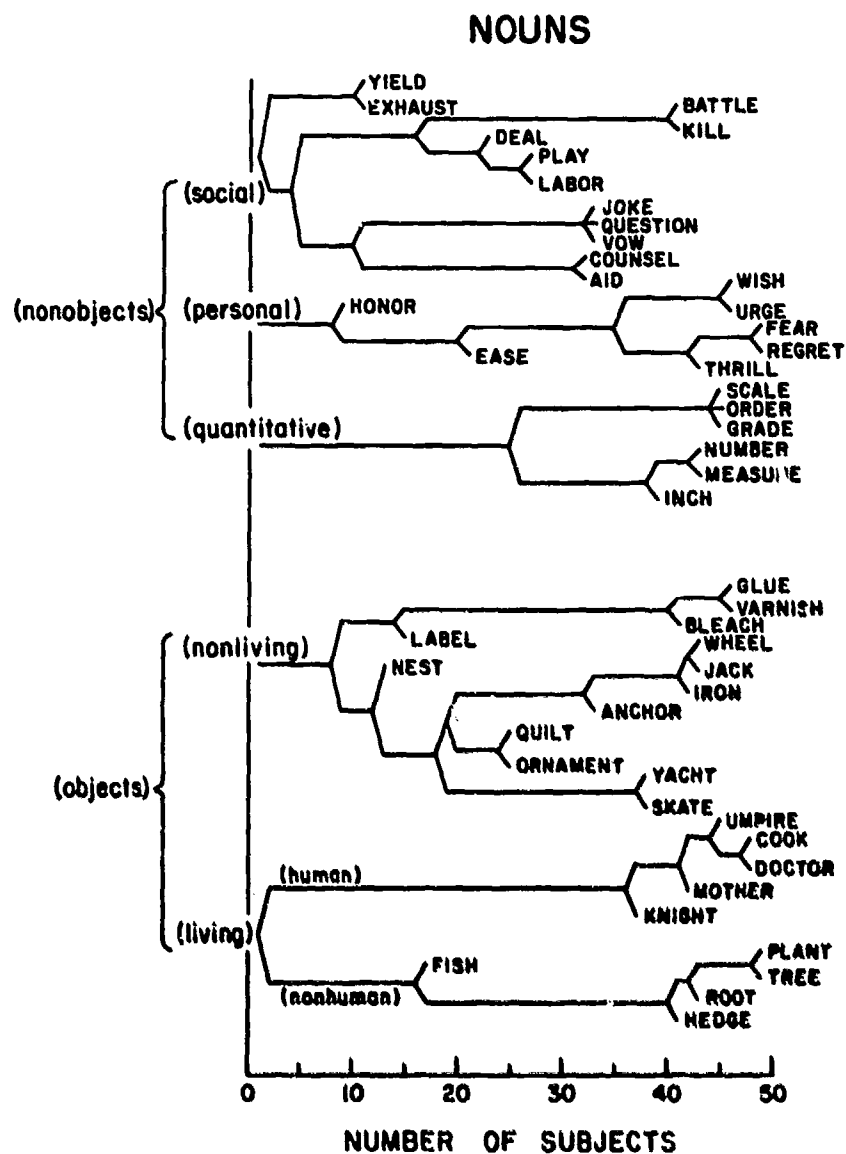 NOUNS
YIELD
EXHAUST
BATTLE
KILL
DEAL
PLAY
LABOR
(social)
JOKE
QUESTION
VOW
COUNSEL
AID
WISH
(nonobjects)
(personal)
HONOR
URGE
FEAR
REGRET
EASE
THRILL
SCALE
ORDER
GRADE
(quantitative)
NUMBER
MEASURE
INCH
GLUE
VARNISH
BLEACH
LABEL
WHEEL
(nonliving)
NEST
JACK
IRON
ANCHOR
QUILT
ORNAMENT
YACHT
(objects)
SKATE
UMPIRE
COOK
DOCTOR
(human)
MOTHER
KNIGHT
(living)
PLANT
FISH
TREE
(nonhuman)
ROOT
HEDGE
0 10 20 30 40 50
NUMBER OF SUBJECTS